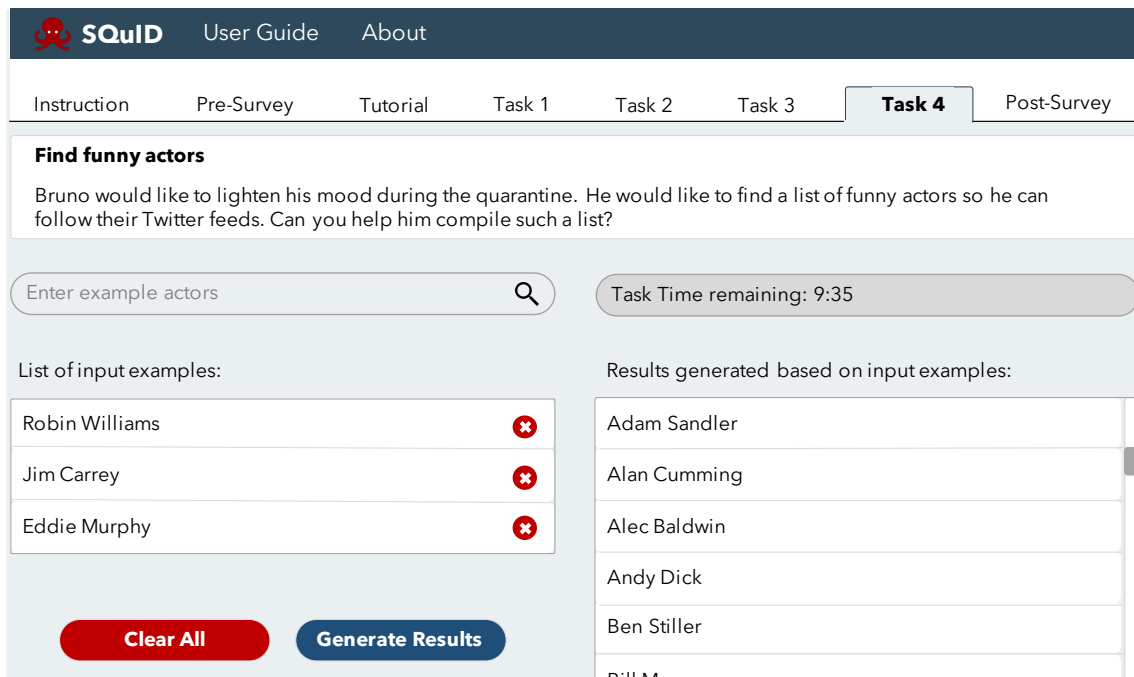 SQuID User Guide About
Instruction Pre-Survey Tutorial Task 1 Task 2 Task 3 Task 4 Post-Survey
Find funny actors
Bruno would like to lighten his mood during the quarantine. He would like to find a list of funny actors so he can
follow their Twitter feeds. Can you help him compile such a list?
Enter example actors
Task Time remaining: 9:35
List of input examples:
Robin Williams
Jim Carrey
Eddie Murphy
Clear All Generate Results
Results generated based on input examples:
Adam Sandler
Alan Cumming
Alec Baldwin
Andy Dick
Ben Stiller